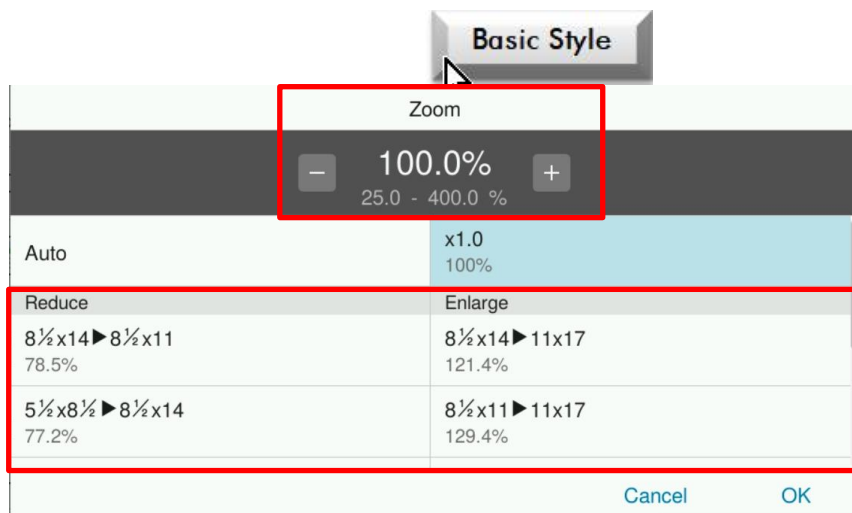 Basic Style
Zoom
− 100.0% +
25.0 - 400.0 %
Auto
x1.0
100%
Reduce
Enlarge
8½x14▶8½x11
78.5%
8½x14▶11x17
121.4%
5½x8½▶8½x14
77.2%
8½x11▶11x17
129.4%
Cancel
OK